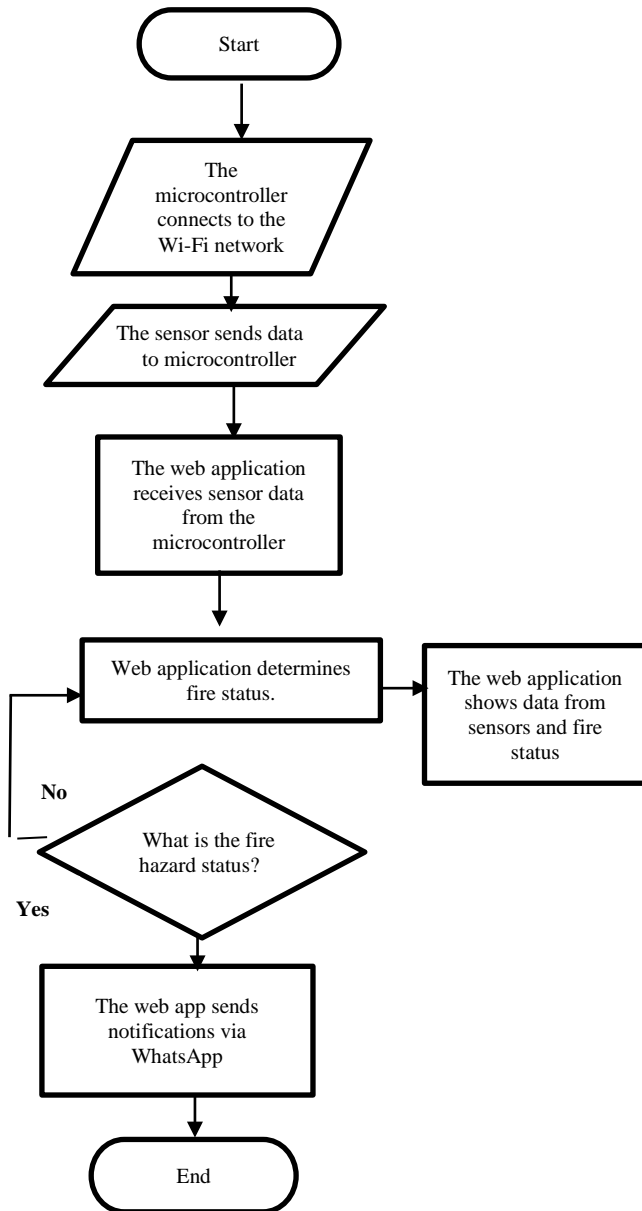 Start
The
microcontroller
connects to the
Wi-Fi network
The sensor sends data
to microcontroller
The web application
receives sensor data
from the
microcontroller
Web application determines
fire status.
The web application
shows data from
sensors and fire
status
No
What is the fire
hazard status?
Yes
The web app sends
notifications via
WhatsApp
End